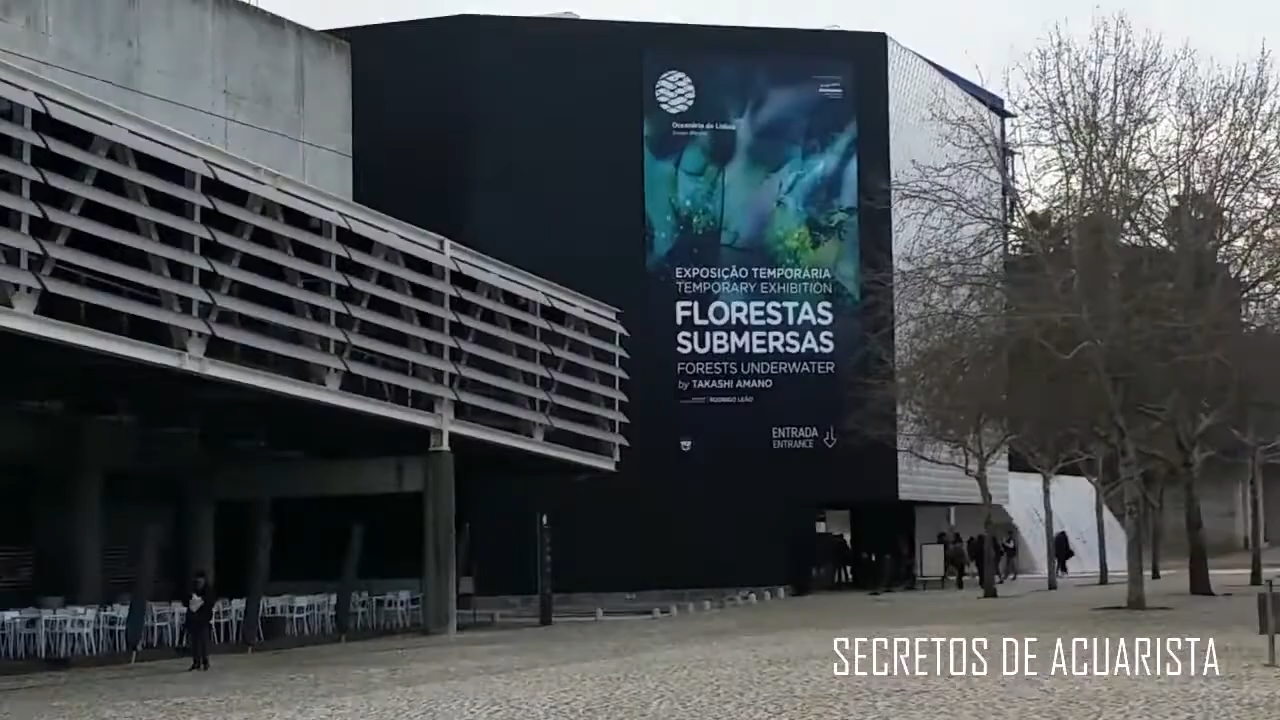 Oceanário de Lisboa
EXPOSIÇÃO TEMPORÁRIA
TEMPORARY EXHIBITION
FLORESTAS
SUBMERSAS
FORESTS UNDERWATER
by TAKASHI AMANO
RODRIGO LEÃO
ENTRADA
ENTRANCE
SECRETOS DE ACUARISTA